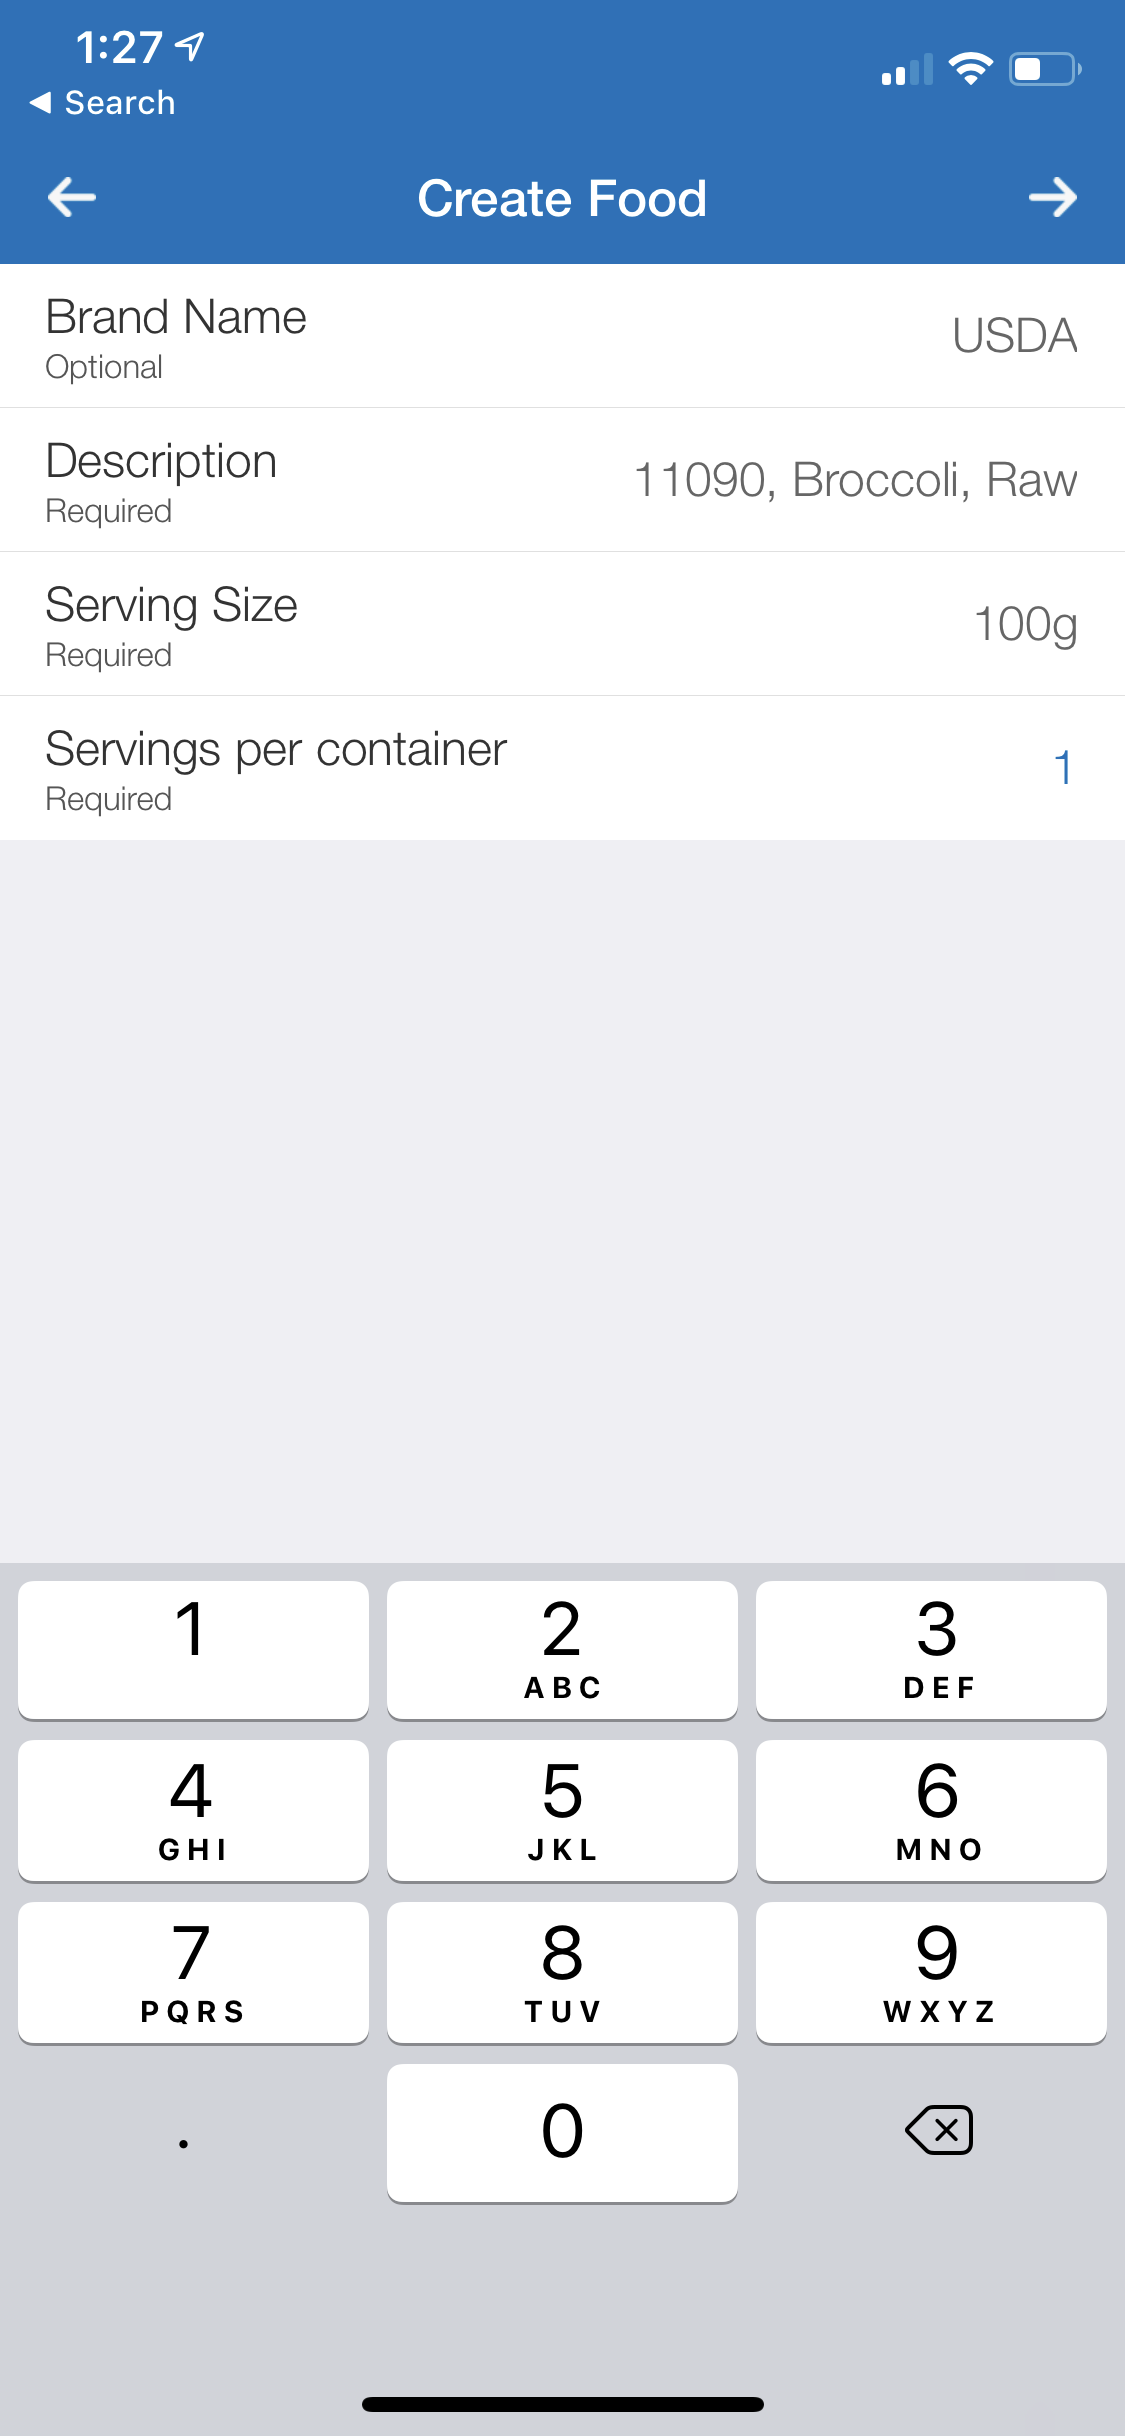 1:27
Search
Create Food
Brand Name
Optional
USDA
Description
Required
11090, Broccoli, Raw
Serving Size
Required
100g
Servings per container
Required
1
1
2
ABC
3
DEF
4
GHI
5
JKL
6
MNO
7
PQRS
8
TUV
9
WXYZ
.
0